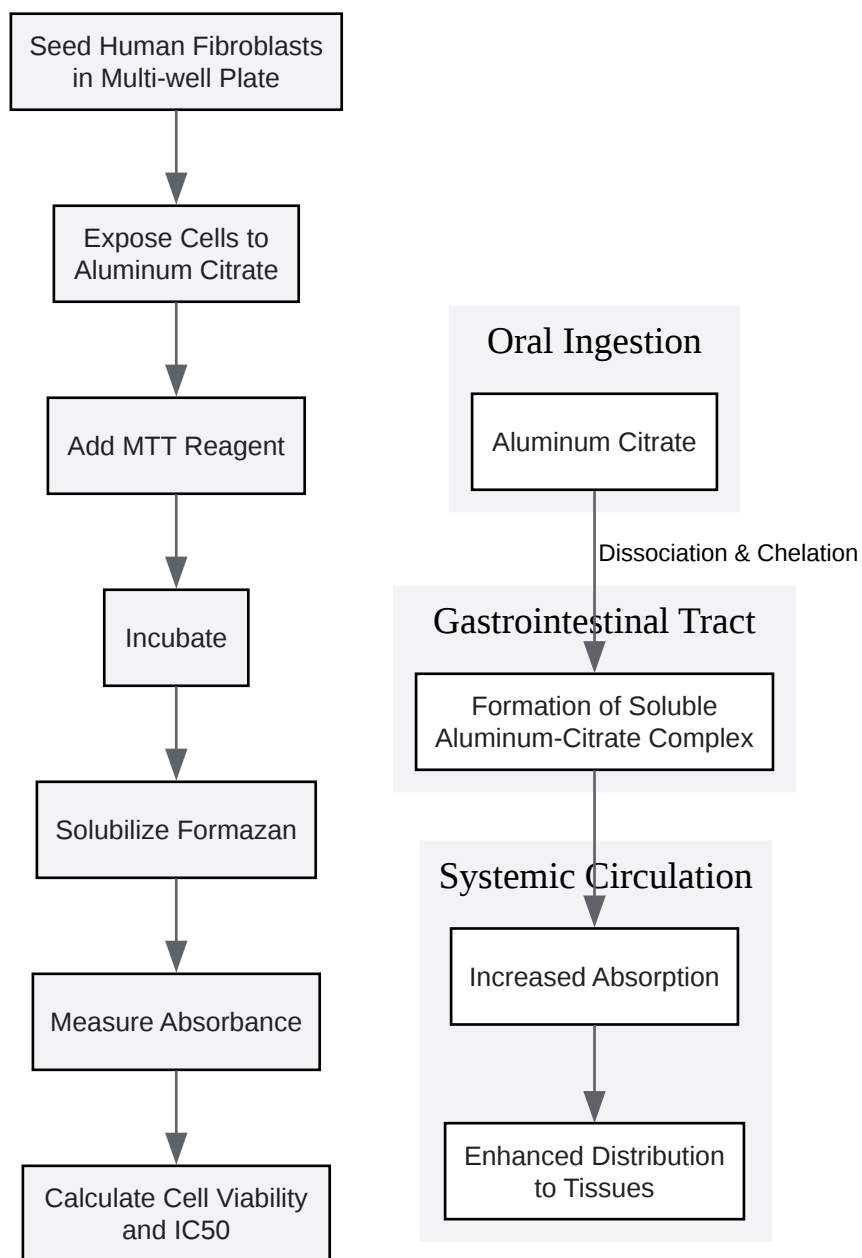 Seed Human Fibroblasts
in Multi-well Plate
Expose Cells to
Aluminum Citrate
Add MTT Reagent
Incubate
Solubilize Formazan
Measure Absorbance
Calculate Cell Viability
and IC50
Oral Ingestion
Aluminum Citrate
Dissociation & Chelation
Gastrointestinal Tract
Formation of Soluble
Aluminum-Citrate Complex
Systemic Circulation
Increased Absorption
Enhanced Distribution
to Tissues